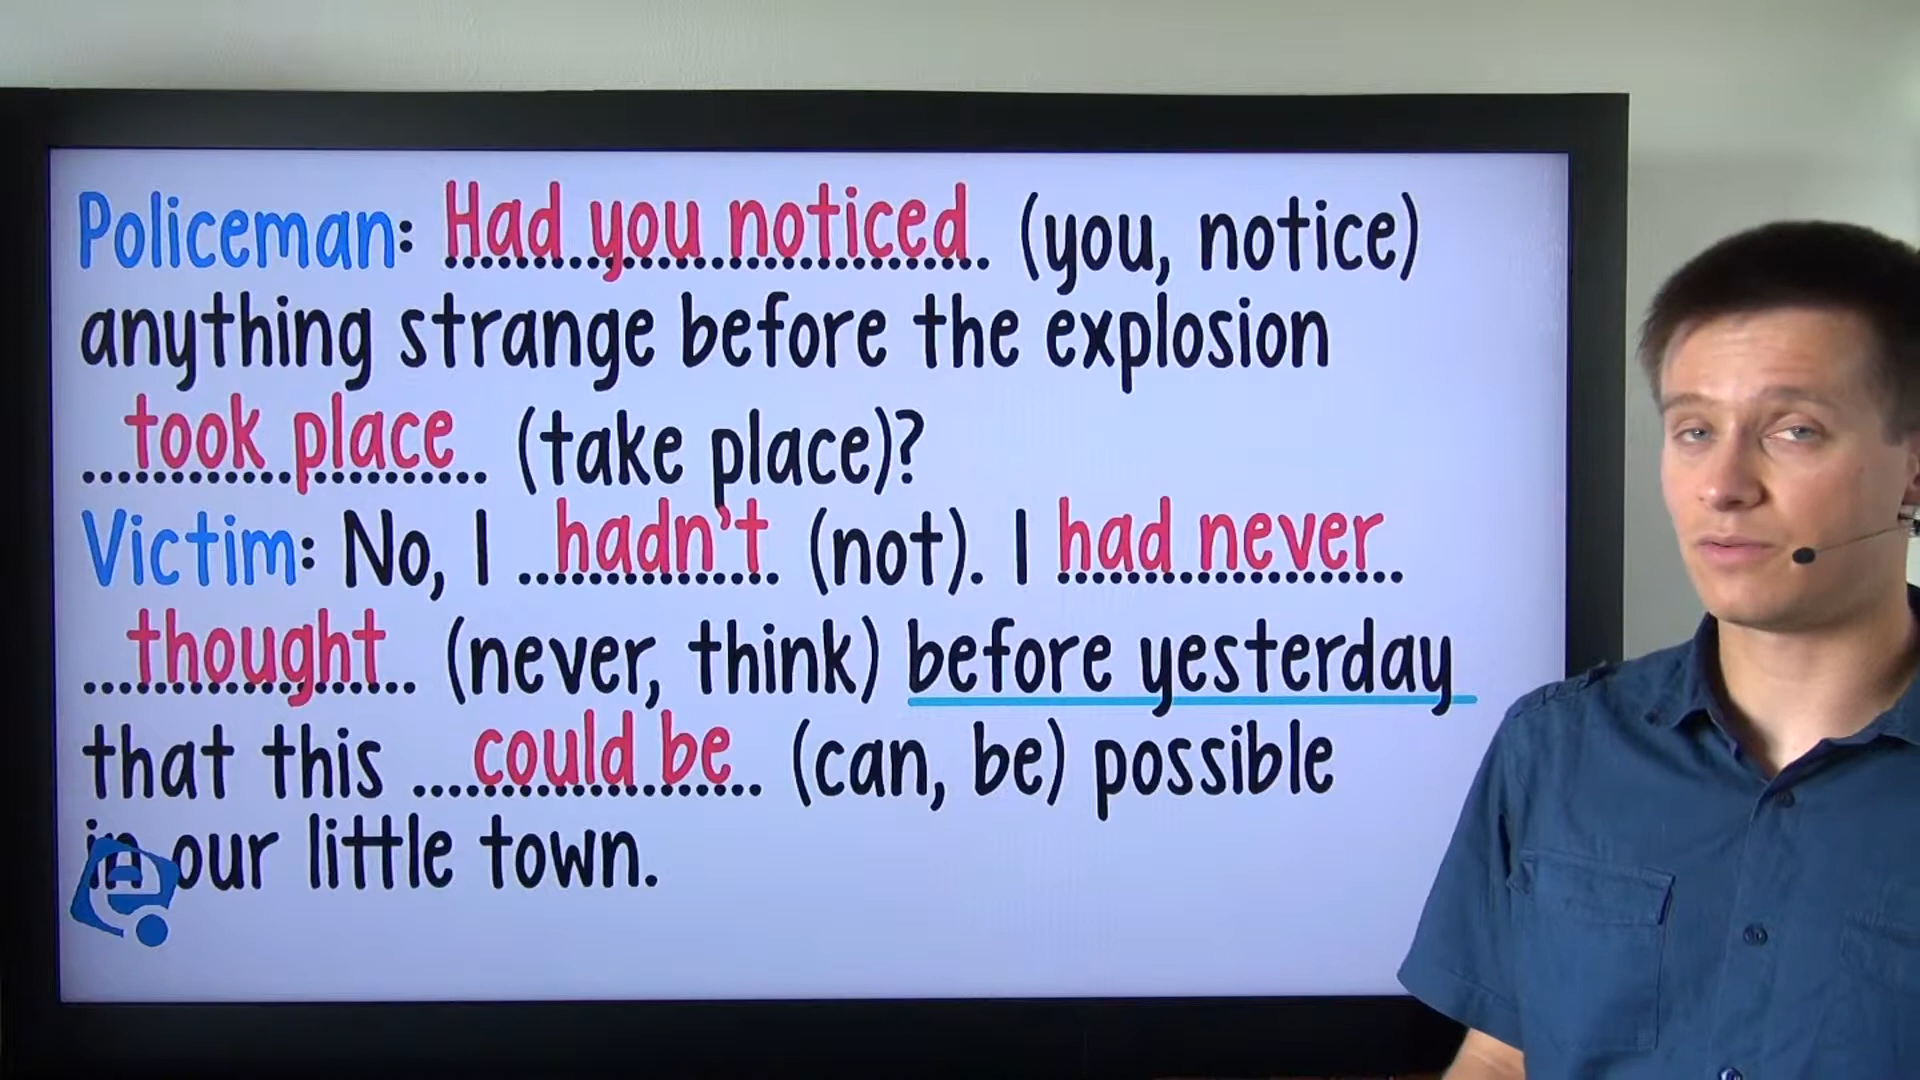 Policeman: Had you noticed (you, notice)
anything strange before the explosion
took place (take place)?
Victim: No, I hadn't (not). I had never
thought (never, think) before yesterday
that this could be (can, be) possible
in our little town.